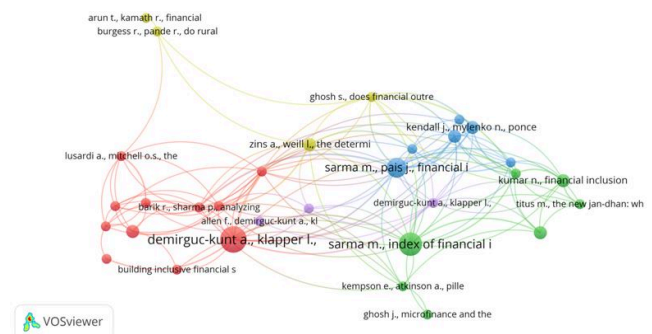 arun t., kamath r., financial
burgess r., pande r., do rural
ghosh s., does financial outre
kendall j., mylenko n., ponce
zins a., weill l., the determi
lusardi a., mitchell o.s., the
sarma m., pais j., financial i
kumar n., financial inclusion
barik r., sharma p., analyzing
demirguc-kunt a., klapper l.,
titus m., the new jan-dhan: wh
allen f., demirguc-kunt a., kl
demirguc-kunt a., klapper l.,
sarma m., index of financial i
building inclusive financial s
kempson e., atkinson a., pille
ghosh j., microfinance and the
VOSviewer